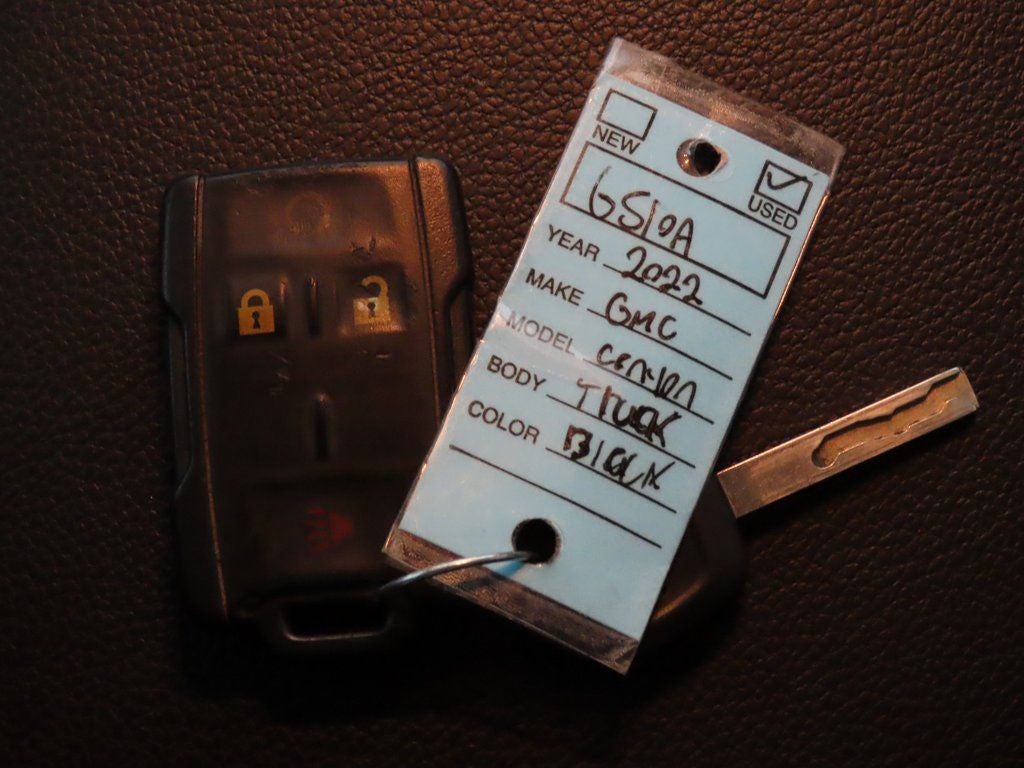 NEW
USED
GS10A
YEAR 2022
MAKE GMC
MODEL
BODY Truck
COLOR Black